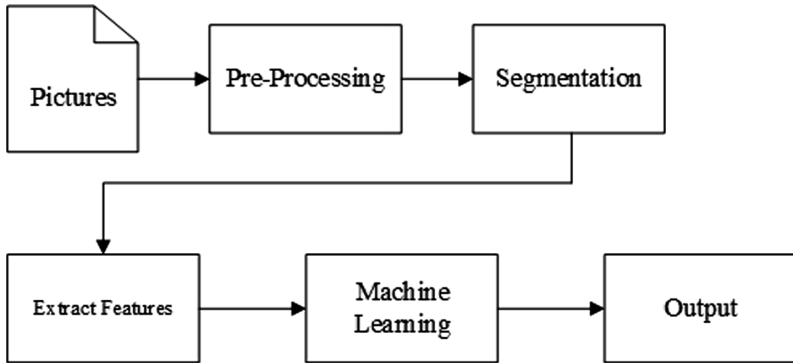 Pictures
Pre-Processing
Segmentation
Extract Features
Machine
Learning
Output